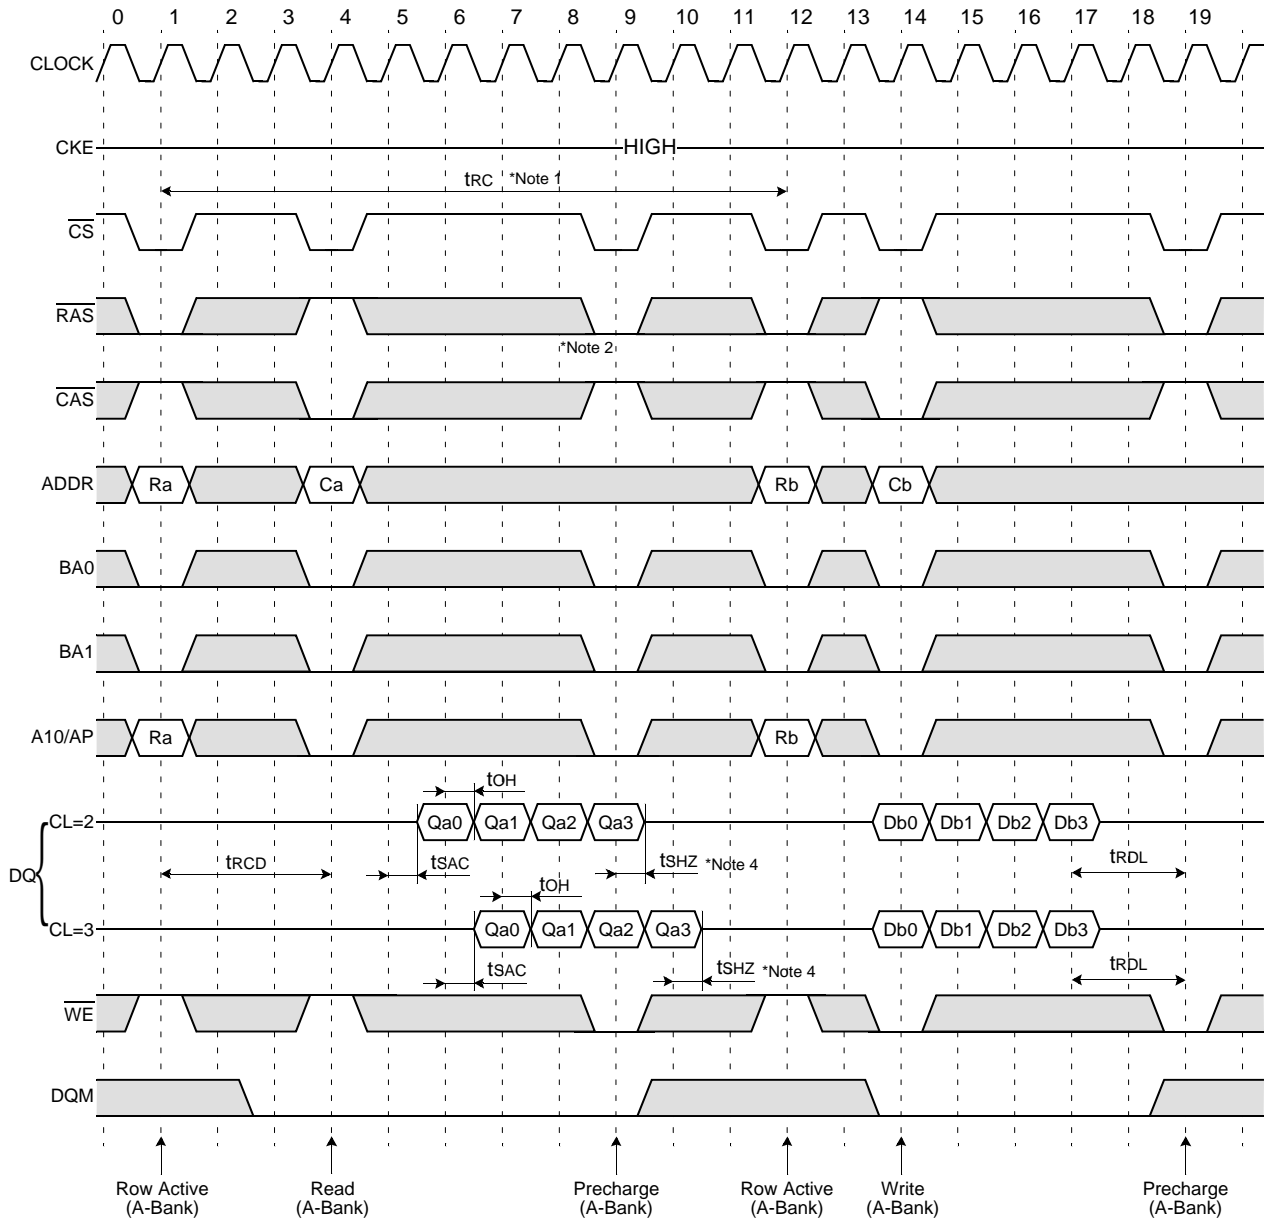 0 1 2 3 4 5 6 7 8 9 10 11 12 13 14 15 16 17 18 19
CLOCK
CKE HIGH
tRC *Note 1
CS
RAS
*Note 2
CAS
ADDR Ra Ca Rb Cb
BA0
BA1
A10/AP Ra Rb
tOH
CL=2 Qa0 Qa1 Qa2 Qa3 Db0 Db1 Db2 Db3
DQ tRCD tSAC tSHZ *Note 4 tRDL
tOH
CL=3 Qa0 Qa1 Qa2 Qa3 Db0 Db1 Db2 Db3
tSAC tSHZ *Note 4 tRDL
WE
DQM
Row Active Read Precharge Row Active Write Precharge
(A-Bank) (A-Bank) (A-Bank) (A-Bank) (A-Bank) (A-Bank)